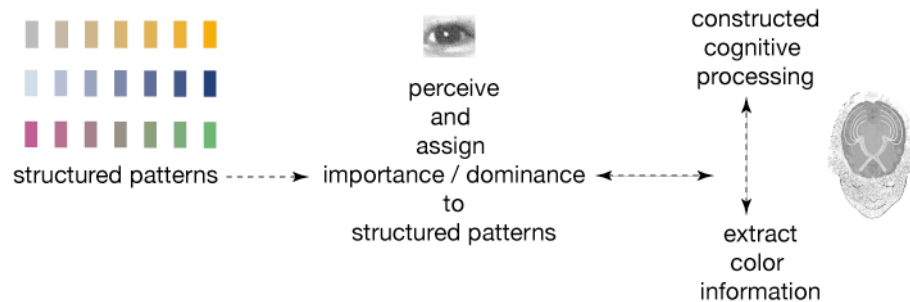 structured patterns
perceive
and
assign
importance / dominance
to
structured patterns
constructed
cognitive
processing
extract
color
information